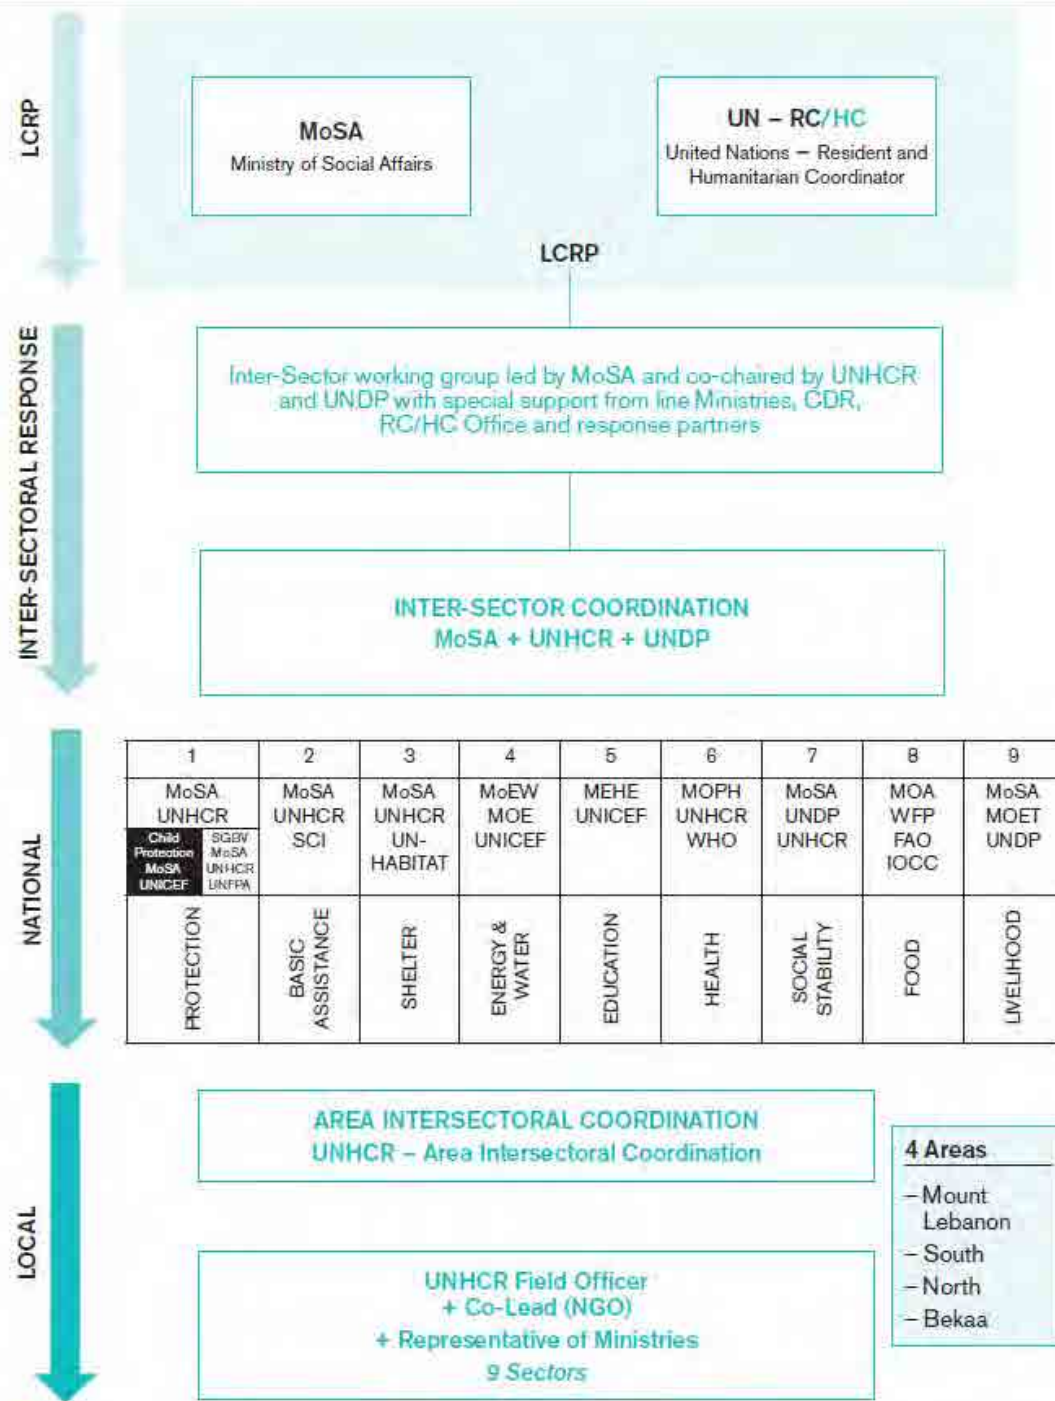 LCRP
MoSA
Ministry of Social Affairs
UN – RC/HC
United Nations – Resident and
Humanitarian Coordinator
LCRP
INTER-SECTORAL RESPONSE
Inter-Sector working group led by MoSA and co-chaired by UNHCR
and UNDP with special support from line Ministries, CDR,
RC/HC Office and response partners
INTER-SECTOR COORDINATION
MoSA + UNHCR + UNDP
NATIONAL
1
MoSA
UNHCR
Child
Protection
MoSA
UNICEF
SGBV
MoSA
UNHCR
UNFPA
PROTECTION
2
MoSA
UNHCR
SCI
BASIC
ASSISTANCE
3
MoSA
UNHCR
UN-
HABITAT
SHELTER
4
MoEW
MOE
UNICEF
ENERGY &
WATER
5
MEHE
UNICEF
EDUCATION
6
MOPH
UNHCR
WHO
HEALTH
7
MoSA
UNDP
UNHCR
SOCIAL
STABILITY
8
MOA
WFP
FAO
IOCC
FOOD
9
MoSA
MOET
UNDP
LIVELIHOOD
LOCAL
AREA INTERSECTORAL COORDINATION
UNHCR – Area Intersectoral Coordination
4 Areas
– Mount
Lebanon
– South
– North
– Bekaa
UNHCR Field Officer
+ Co-Lead (NGO)
+ Representative of Ministries
9 Sectors